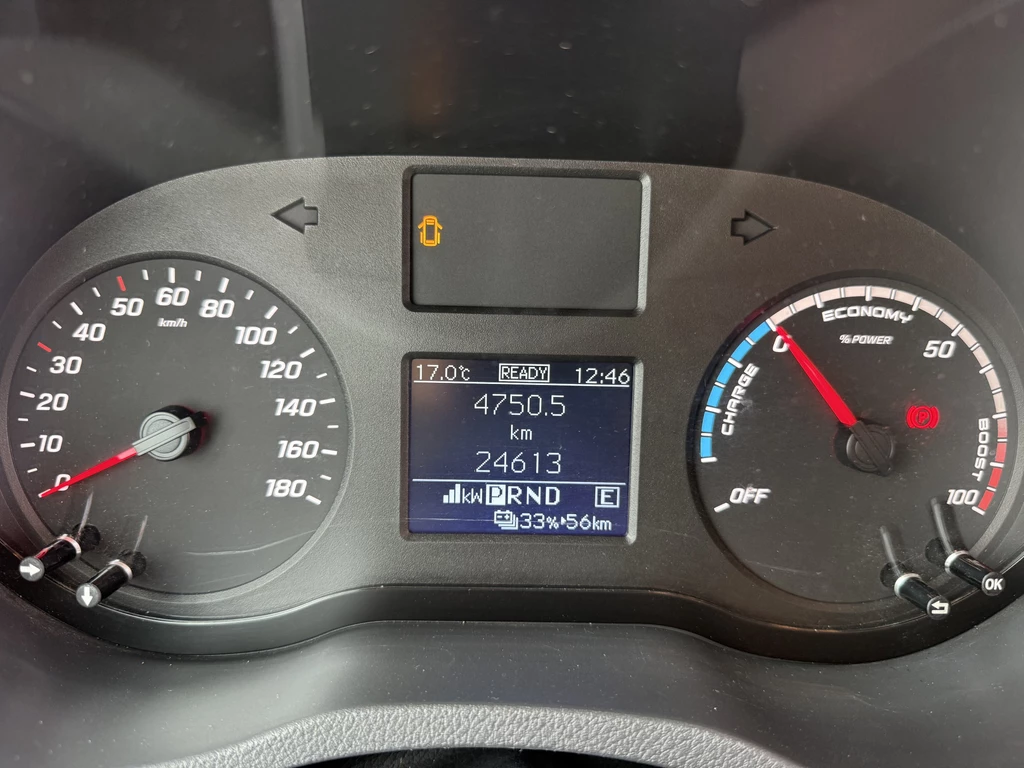 0
10
20
30
40
50
60
80
100
120
140
160
180
km/h
17.0°C READY 12:46
4750.5
km
24613
kW PRND E
33%▸56km
OFF
CHARGE
0
ECONOMY
% POWER
50
BOOST
100
P
OK